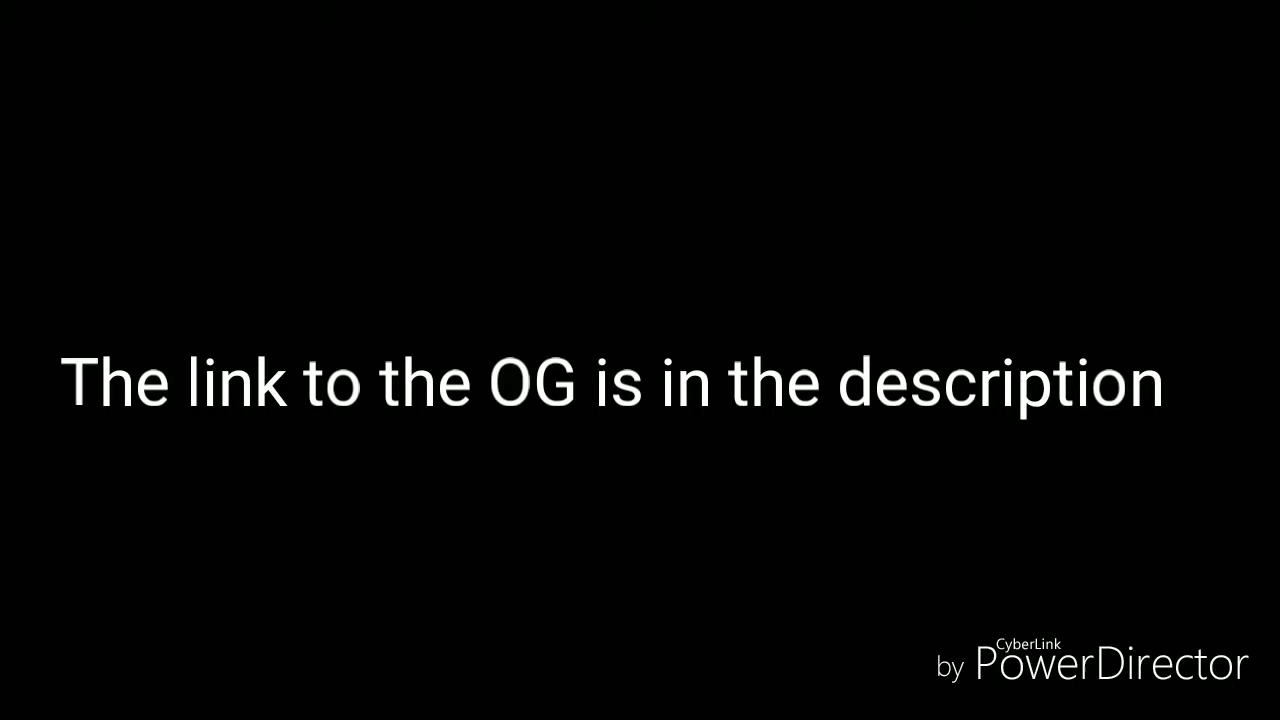 The link to the OG is in the description
CyberLink
by PowerDirector